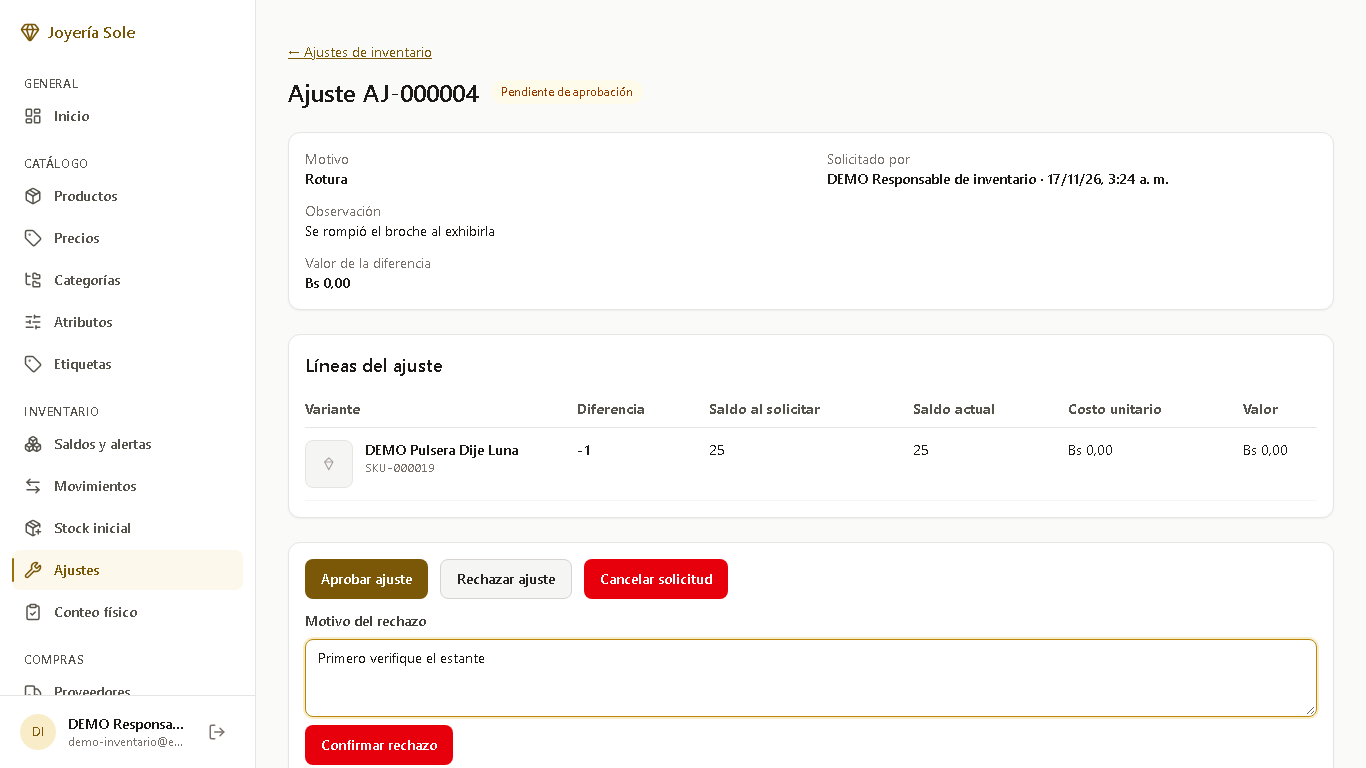 Joyería Sole
GENERAL
Inicio
CATÁLOGO
Productos
Precios
Categorías
Atributos
Etiquetas
INVENTARIO
Saldos y alertas
Movimientos
Stock inicial
Ajustes
Conteo físico
COMPRAS
Proveedores
DI
DEMO Responsa...
demo-inventario@e...
← Ajustes de inventario
Ajuste AJ-000004 Pendiente de aprobación
Motivo
Rotura
Solicitado por
DEMO Responsable de inventario · 17/11/26, 3:24 a. m.
Observación
Se rompió el broche al exhibirla
Valor de la diferencia
Bs 0,00
Líneas del ajuste
Variante Diferencia Saldo al solicitar Saldo actual Costo unitario Valor
DEMO Pulsera Dije Luna -1 25 25 Bs 0,00 Bs 0,00
SKU-000019
Aprobar ajuste Rechazar ajuste Cancelar solicitud
Motivo del rechazo
Primero verifique el estante
Confirmar rechazo